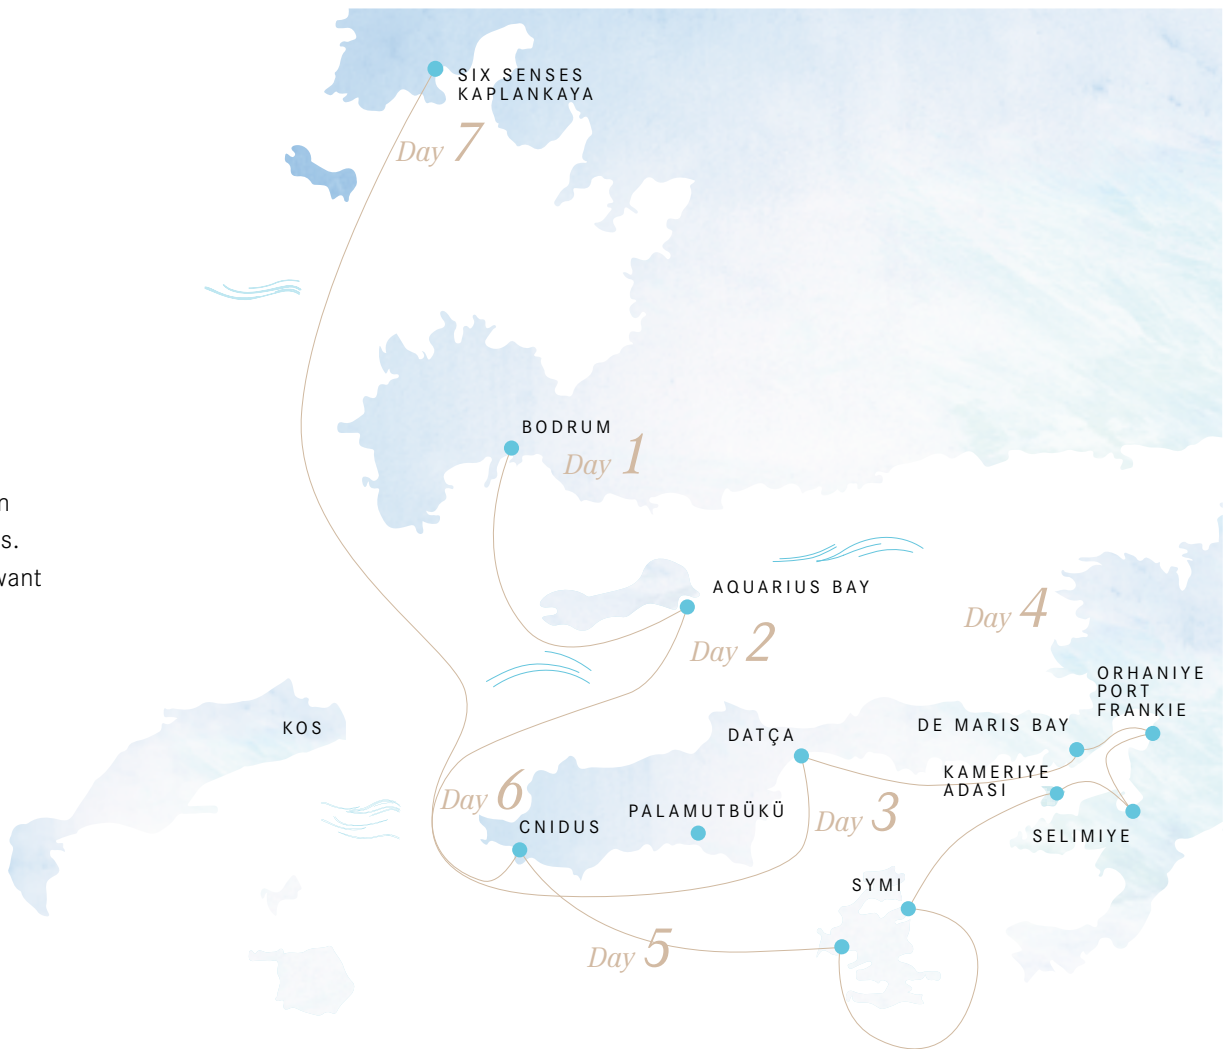 SIX SENSES
KAPLANKAYA
Day 7
BODRUM
Day 1
n
s.
want
AQUARIUS BAY
Day 4
Day 2
ORHANIYE
PORT
FRANKIE
KOS
DE MARIS BAY
DATÇA
KAMERIYE
ADASI
Day 6
PALAMUTBÜKÜ
Day 3
CNIDUS
SELIMIYE
SYMI
Day 5